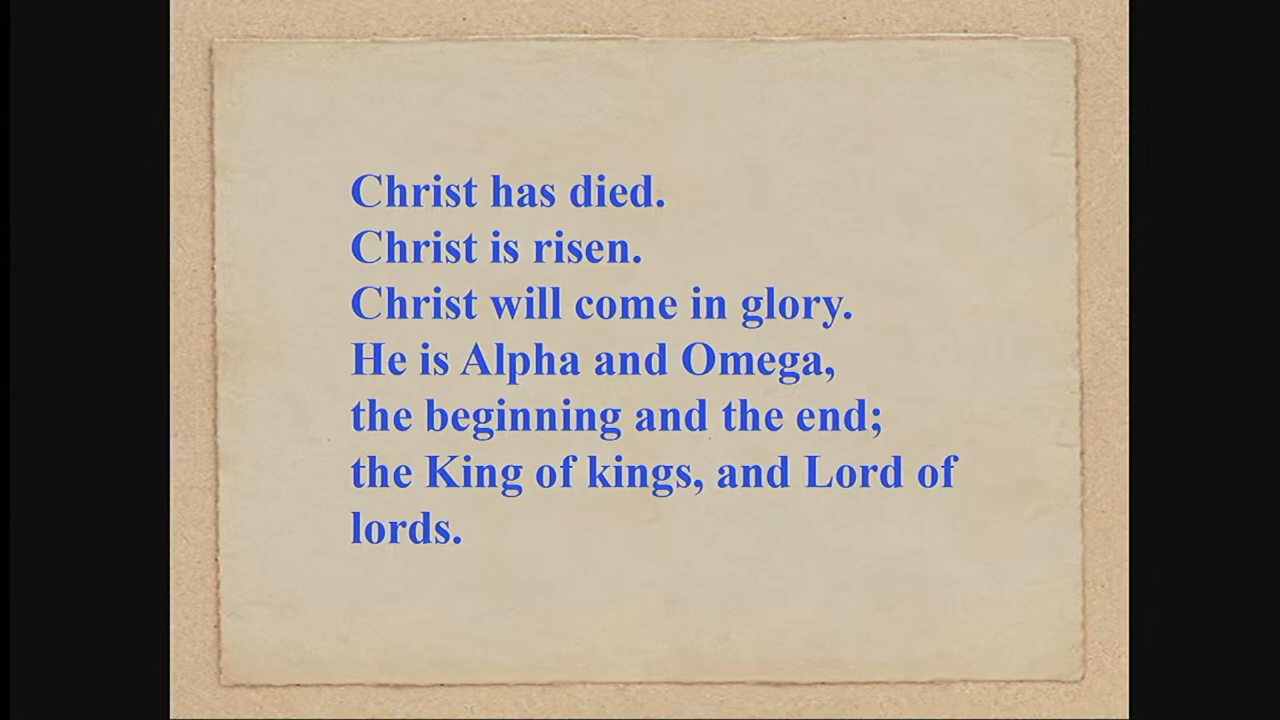 Christ has died.
Christ is risen.
Christ will come in glory.
He is Alpha and Omega,
the beginning and the end;
the King of kings, and Lord of
lords.